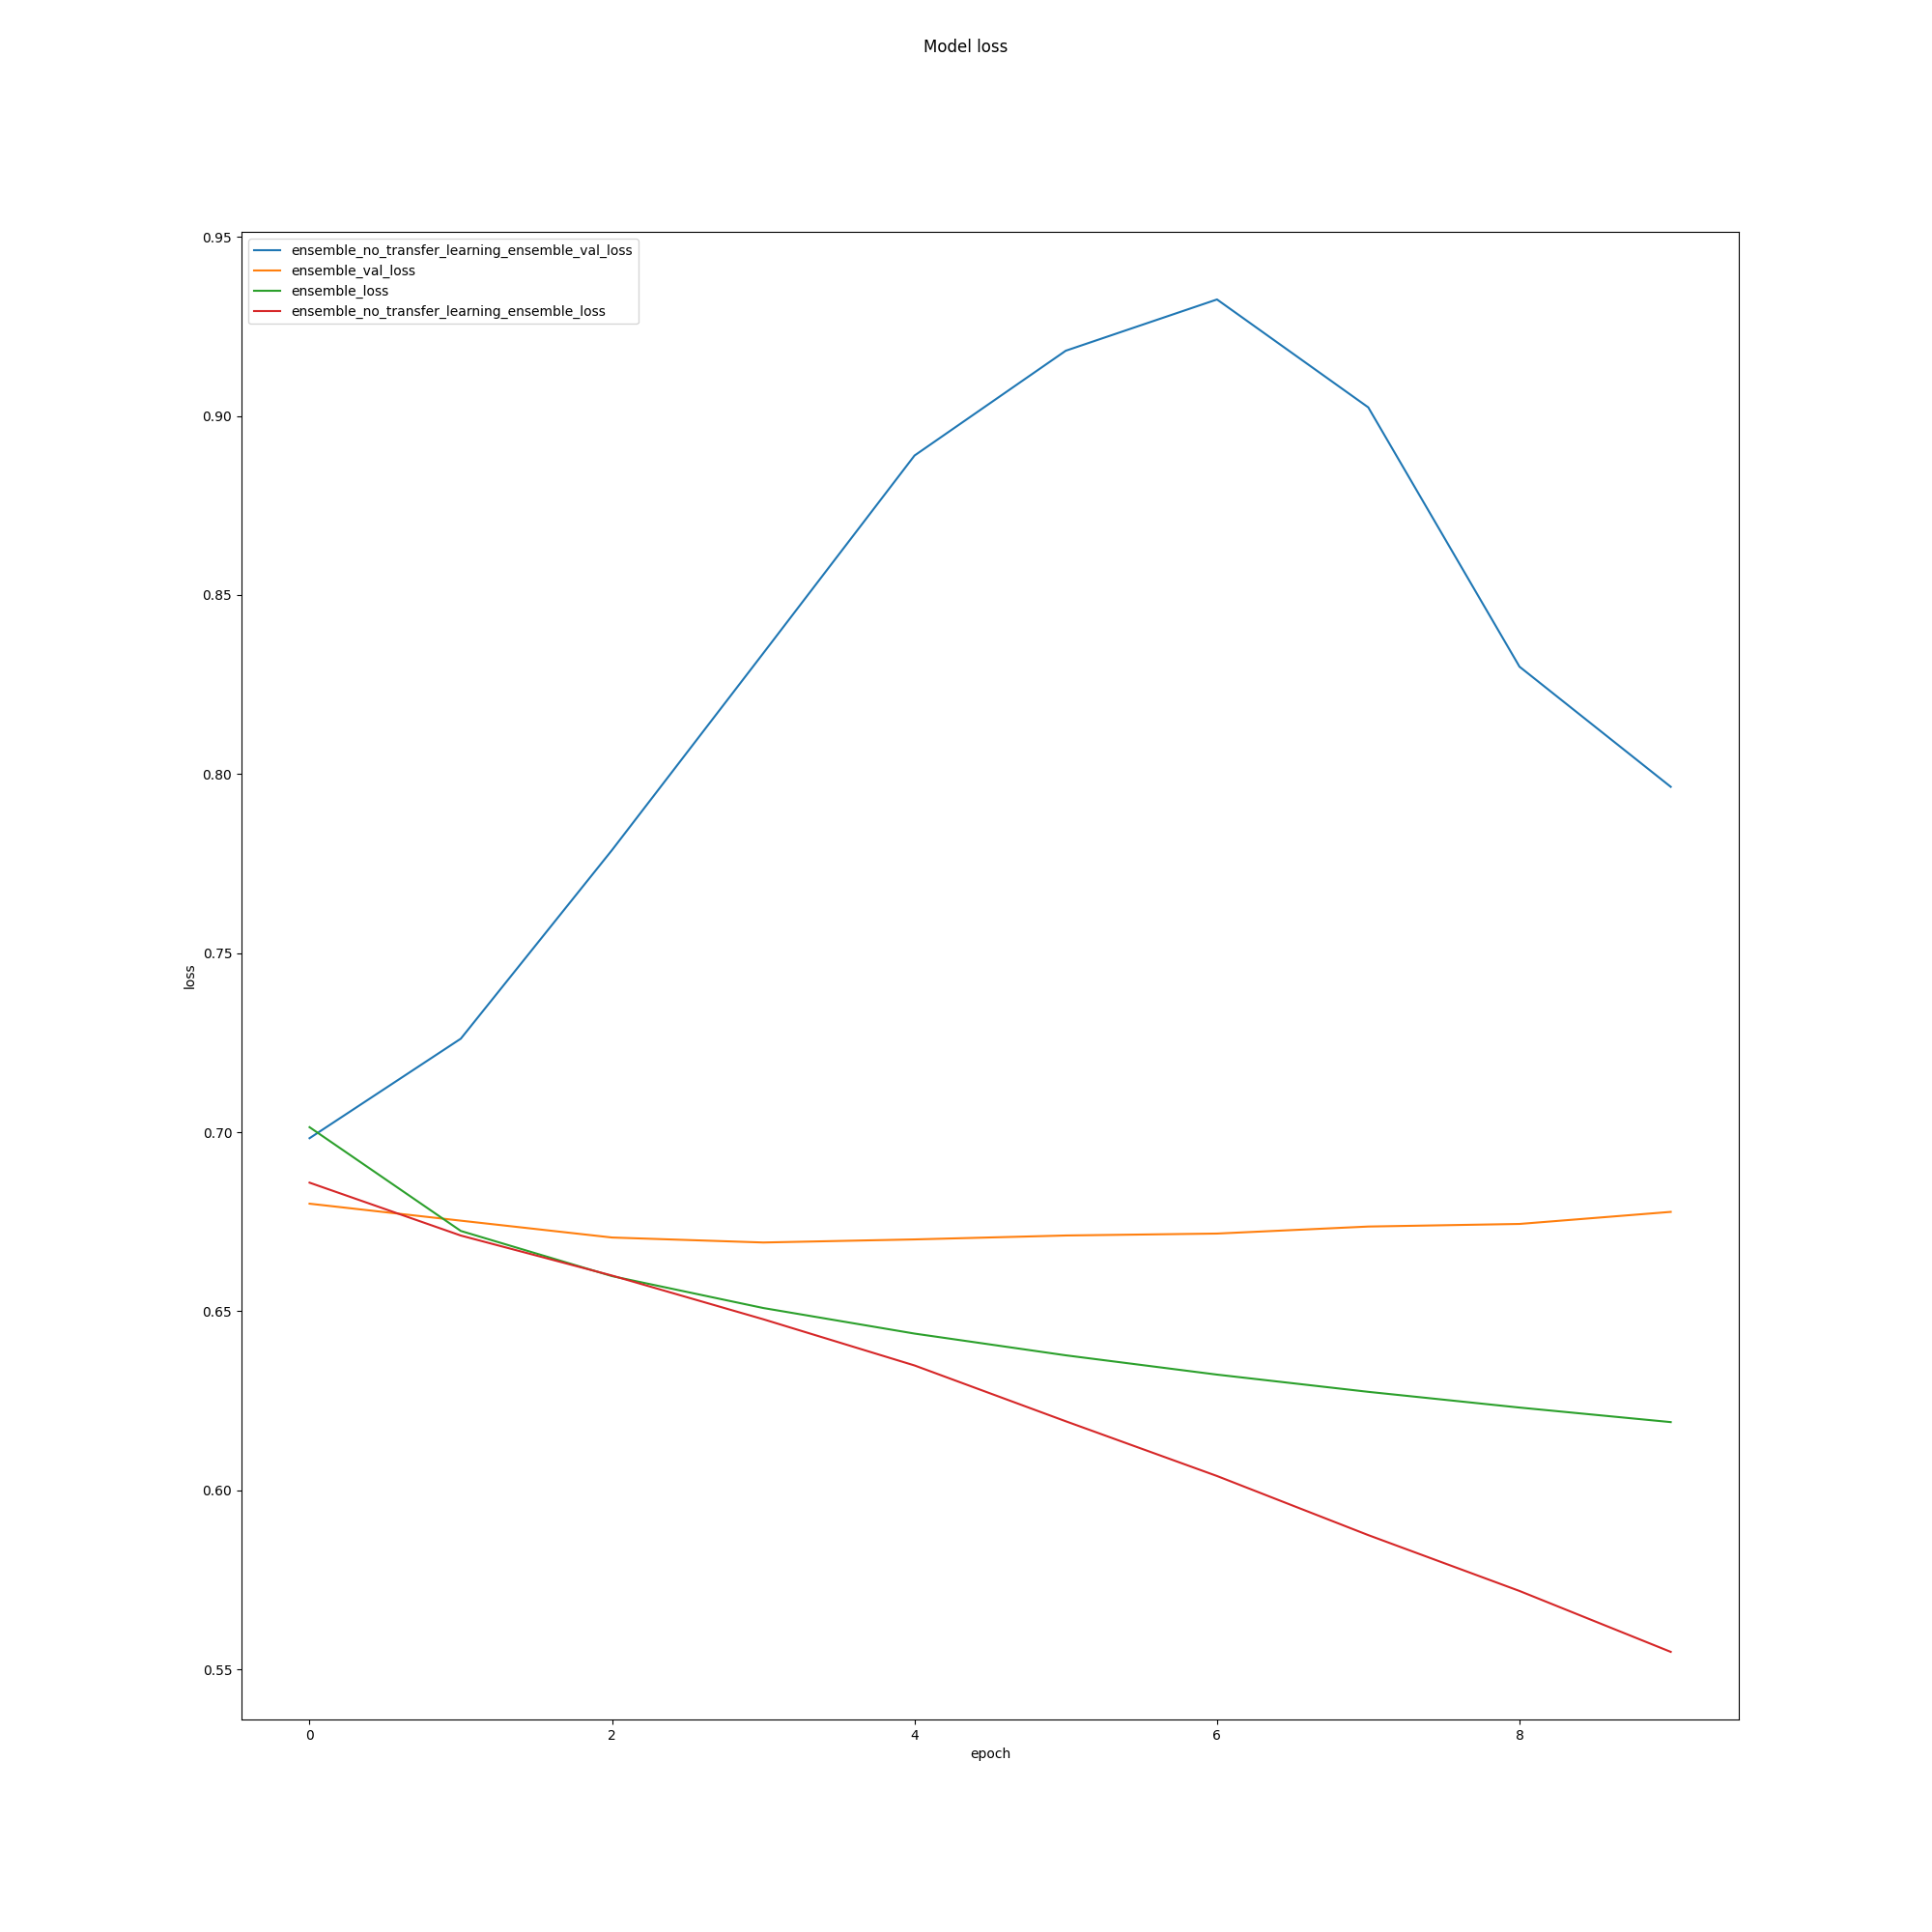 Model loss
ensemble_no_transfer_learning_ensemble_val_loss
ensemble_val_loss
ensemble_loss
ensemble_no_transfer_learning_ensemble_loss
0.95
0.90
0.85
0.80
0.75
0.70
0.65
0.60
0.55
loss
0 2 4 6 8
epoch